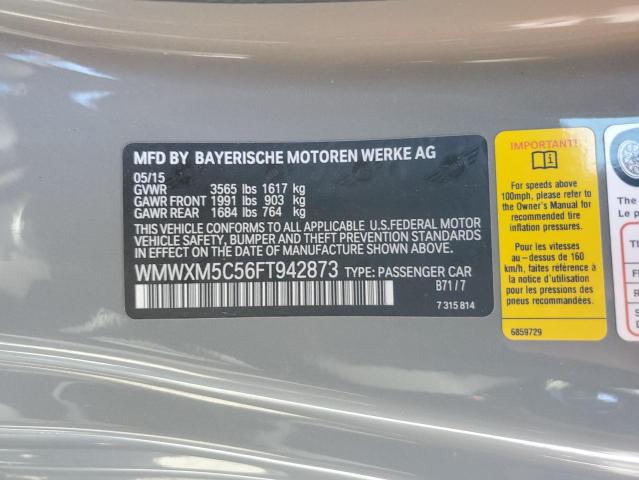 MFD BY BAYERISCHE MOTOREN WERKE AG
05/15
GVWR 3565 lbs 1617 kg
GAWR FRONT 1991 lbs 903 kg
GAWR REAR 1684 lbs 764 kg
THIS VEHICLE CONFORMS TO ALL APPLICABLE U.S.FEDERAL MOTOR
VEHICLE SAFETY, BUMPER AND THEFT PREVENTION STANDARDS
IN EFFECT ON THE DATE OF MANUFACTURE SHOWN ABOVE.
WMWXM5C56FT942873 TYPE: PASSENGER CAR
B71/7
7 315 814
IMPORTANT!
For speeds above
100mph, please refer to
the Owner's Manual for
recommended tire
inflation pressures.
Pour les vitesses
au-dessus de 160
km/h, faites référence à
la notice d'utilisation
pour les pressions des
pneus recommandées.
6859729
The
Le p